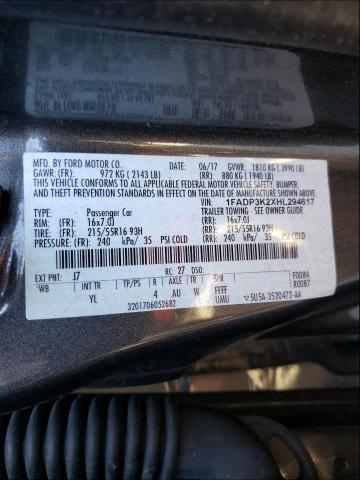 MFD. BY FORD MOTOR CO.
06/17 GVWR: 1810 KG ( 3990 LB)
GAWR: (FR): 972 KG ( 2143 LB) (RR): 880 KG ( 1940 LB)
THIS VEHICLE CONFORMS TO ALL APPLICABLE FEDERAL MOTOR VEHICLE SAFETY, BUMPER, AND
THEFT PREVENTION STANDARDS IN EFFECT ON THE DATE OF MANUFACTURE SHOWN ABOVE.
VIN: 1FADP3K2XHL294617
TYPE: Passenger Car TRAILER TOWING - SEE OWNER GUIDE
RIM: (FR): 16x7.0J (RR): 16x7.0J
TIRE: (FR): 215/55R16 93H (RR): 215/55R16 93H
PRESSURE: (FR): 240 kPa/ 35 PSI COLD (RR): 240 kPa/ 35 PSI COLD
EXT PNT: J7 RC: 27 DSO: F0084
WB INT TR TP/PS R AXLE TR SPR R0087
YL 4 AU W FFFF
3201706052682 UMU 5U5A-3520472-AA